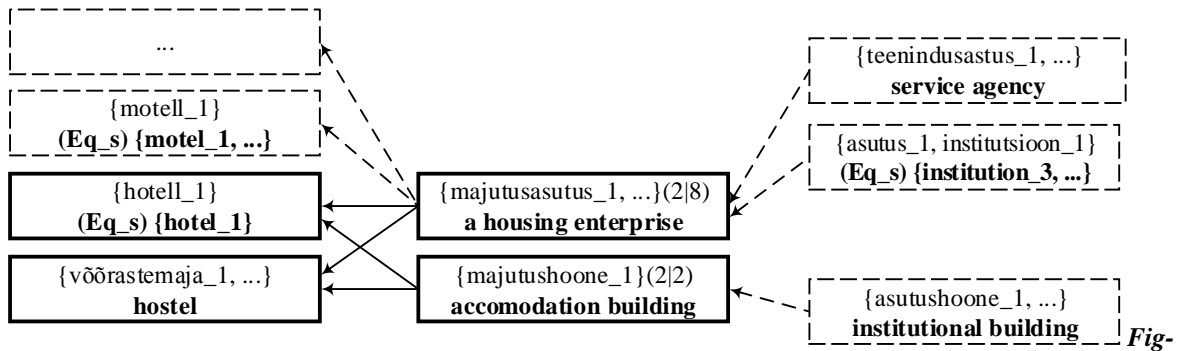 ...
{motell_1}
(Eq_s) {motel_1, ...}
{hotell_1}
(Eq_s) {hotel_1}
{võõrastemaja_1, ...}
hostel
{majutusasutus_1, ...}(2|8)
a housing enterprise
{majutushoone_1}(2|2)
accomodation building
{teenindusastus_1, ...}
service agency
{asutus_1, institutsioon_1}
(Eq_s) {institution_3, ...}
{asutushoone_1, ...}
institutional building
Fig-